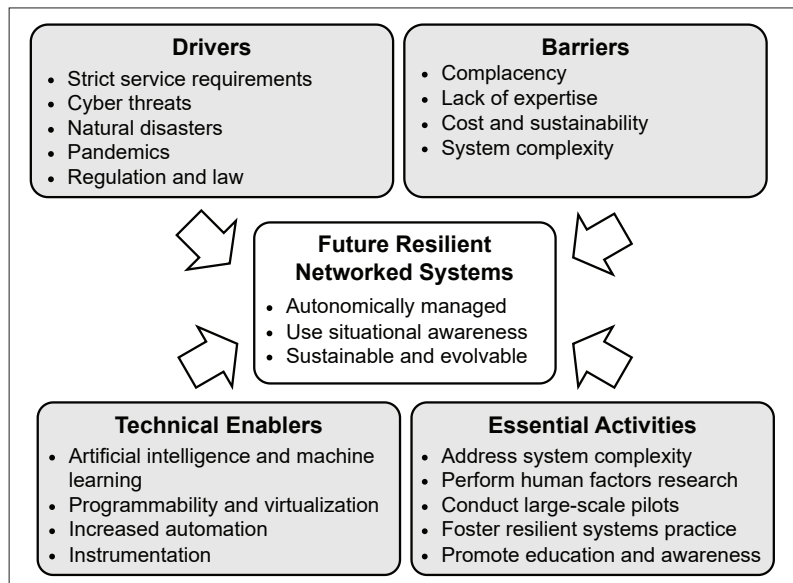 Drivers
• Strict service requirements
• Cyber threats
• Natural disasters
• Pandemics
• Regulation and law
Barriers
• Complacency
• Lack of expertise
• Cost and sustainability
• System complexity
Future Resilient
Networked Systems
• Autonomically managed
• Use situational awareness
• Sustainable and evolvable
Technical Enablers
• Artificial intelligence and machine
learning
• Programmability and virtualization
• Increased automation
• Instrumentation
Essential Activities
• Address system complexity
• Perform human factors research
• Conduct large-scale pilots
• Foster resilient systems practice
• Promote education and awareness